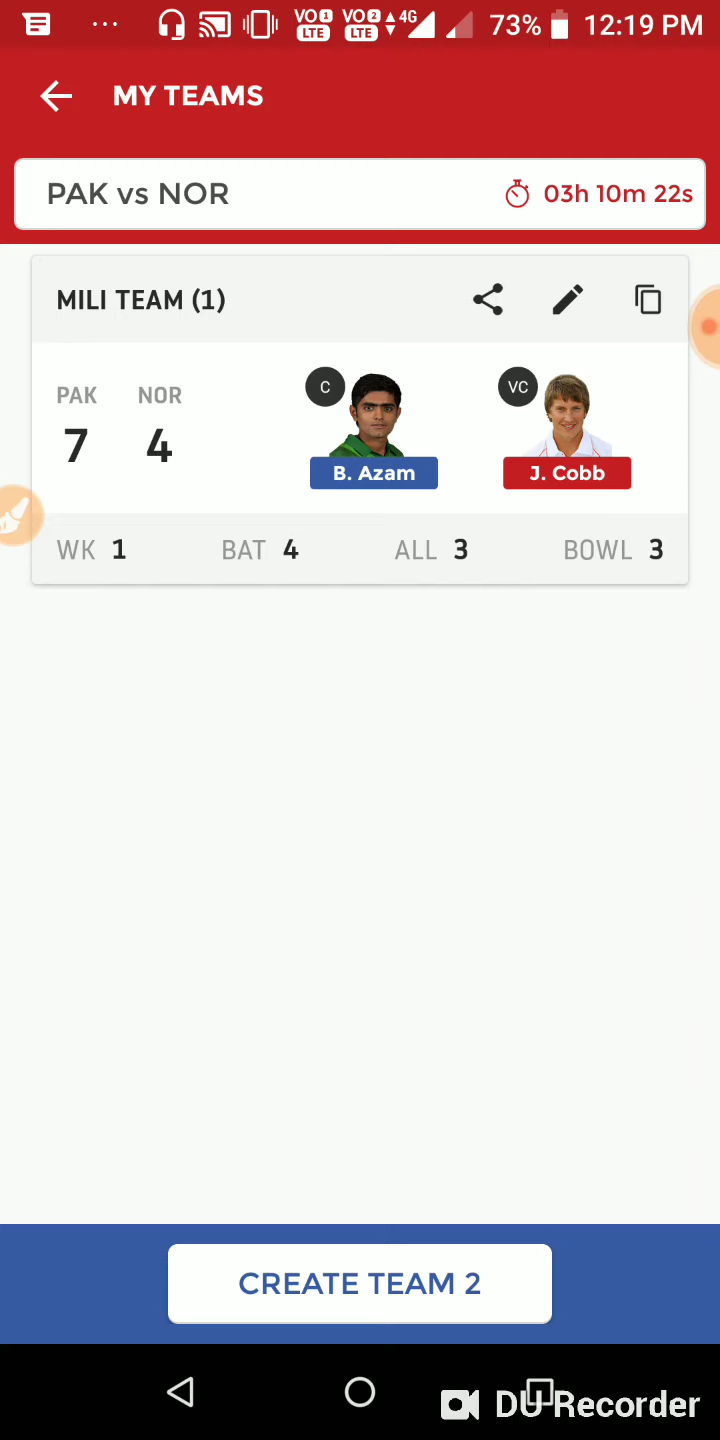 VO 1 LTE VO 2 LTE 4G 73% 12:19 PM
MY TEAMS
PAK vs NOR 03h 10m 22s
MILI TEAM (1)
PAK NOR C VC
7 4
B. Azam J. Cobb
WK 1 BAT 4 ALL 3 BOWL 3
CREATE TEAM 2
DU Recorder